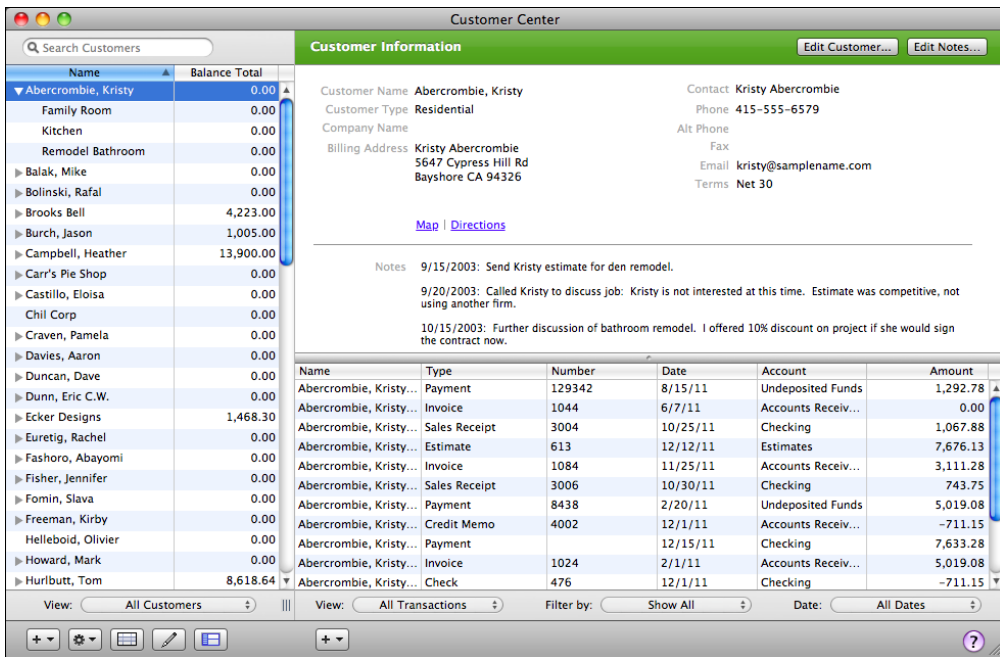 Customer Center
Search Customers
Customer Information
Edit Customer...
Edit Notes...
Name Balance Total
Abercrombie, Kristy 0.00
Family Room 0.00
Kitchen 0.00
Remodel Bathroom 0.00
Balak, Mike 0.00
Bolinski, Rafal 0.00
Brooks Bell 4,223.00
Burch, Jason 1,005.00
Campbell, Heather 13,900.00
Carr's Pie Shop 0.00
Castillo, Eloisa 0.00
Chil Corp 0.00
Craven, Pamela 0.00
Davies, Aaron 0.00
Duncan, Dave 0.00
Dunn, Eric C.W. 0.00
Ecker Designs 1,468.30
Euretig, Rachel 0.00
Fashoro, Abayomi 0.00
Fisher, Jennifer 0.00
Fomin, Slava 0.00
Freeman, Kirby 0.00
Helleboid, Olivier 0.00
Howard, Mark 0.00
Hurlbutt, Tom 8,618.64
View: All Customers
Customer Name Abercrombie, Kristy
Customer Type Residential
Company Name
Billing Address Kristy Abercrombie
5647 Cypress Hill Rd
Bayshore CA 94326
Map | Directions
Contact Kristy Abercrombie
Phone 415-555-6579
Alt Phone
Fax
Email kristy@samplename.com
Terms Net 30
Notes 9/15/2003: Send Kristy estimate for den remodel.
9/20/2003: Called Kristy to discuss job: Kristy is not interested at this time. Estimate was competitive, not
using another firm.
10/15/2003: Further discussion of bathroom remodel. I offered 10% discount on project if she would sign
the contract now.
Name Type Number Date Account Amount
Abercrombie, Kristy... Payment 129342 8/15/11 Undeposited Funds 1,292.78
Abercrombie, Kristy... Invoice 1044 6/7/11 Accounts Receiv... 0.00
Abercrombie, Kristy... Sales Receipt 3004 10/25/11 Checking 1,067.88
Abercrombie, Kristy... Estimate 613 12/12/11 Estimates 7,676.13
Abercrombie, Kristy... Invoice 1084 11/25/11 Accounts Receiv... 3,111.28
Abercrombie, Kristy... Sales Receipt 3006 10/30/11 Checking 743.75
Abercrombie, Kristy... Payment 8438 2/20/11 Undeposited Funds 5,019.08
Abercrombie, Kristy... Credit Memo 4002 12/1/11 Accounts Receiv... -711.15
Abercrombie, Kristy... Payment 12/15/11 Checking 7,633.28
Abercrombie, Kristy... Invoice 1024 2/1/11 Accounts Receiv... 5,019.08
Abercrombie, Kristy... Check 476 12/1/11 Checking -711.15
View: All Transactions Filter by: Show All Date: All Dates